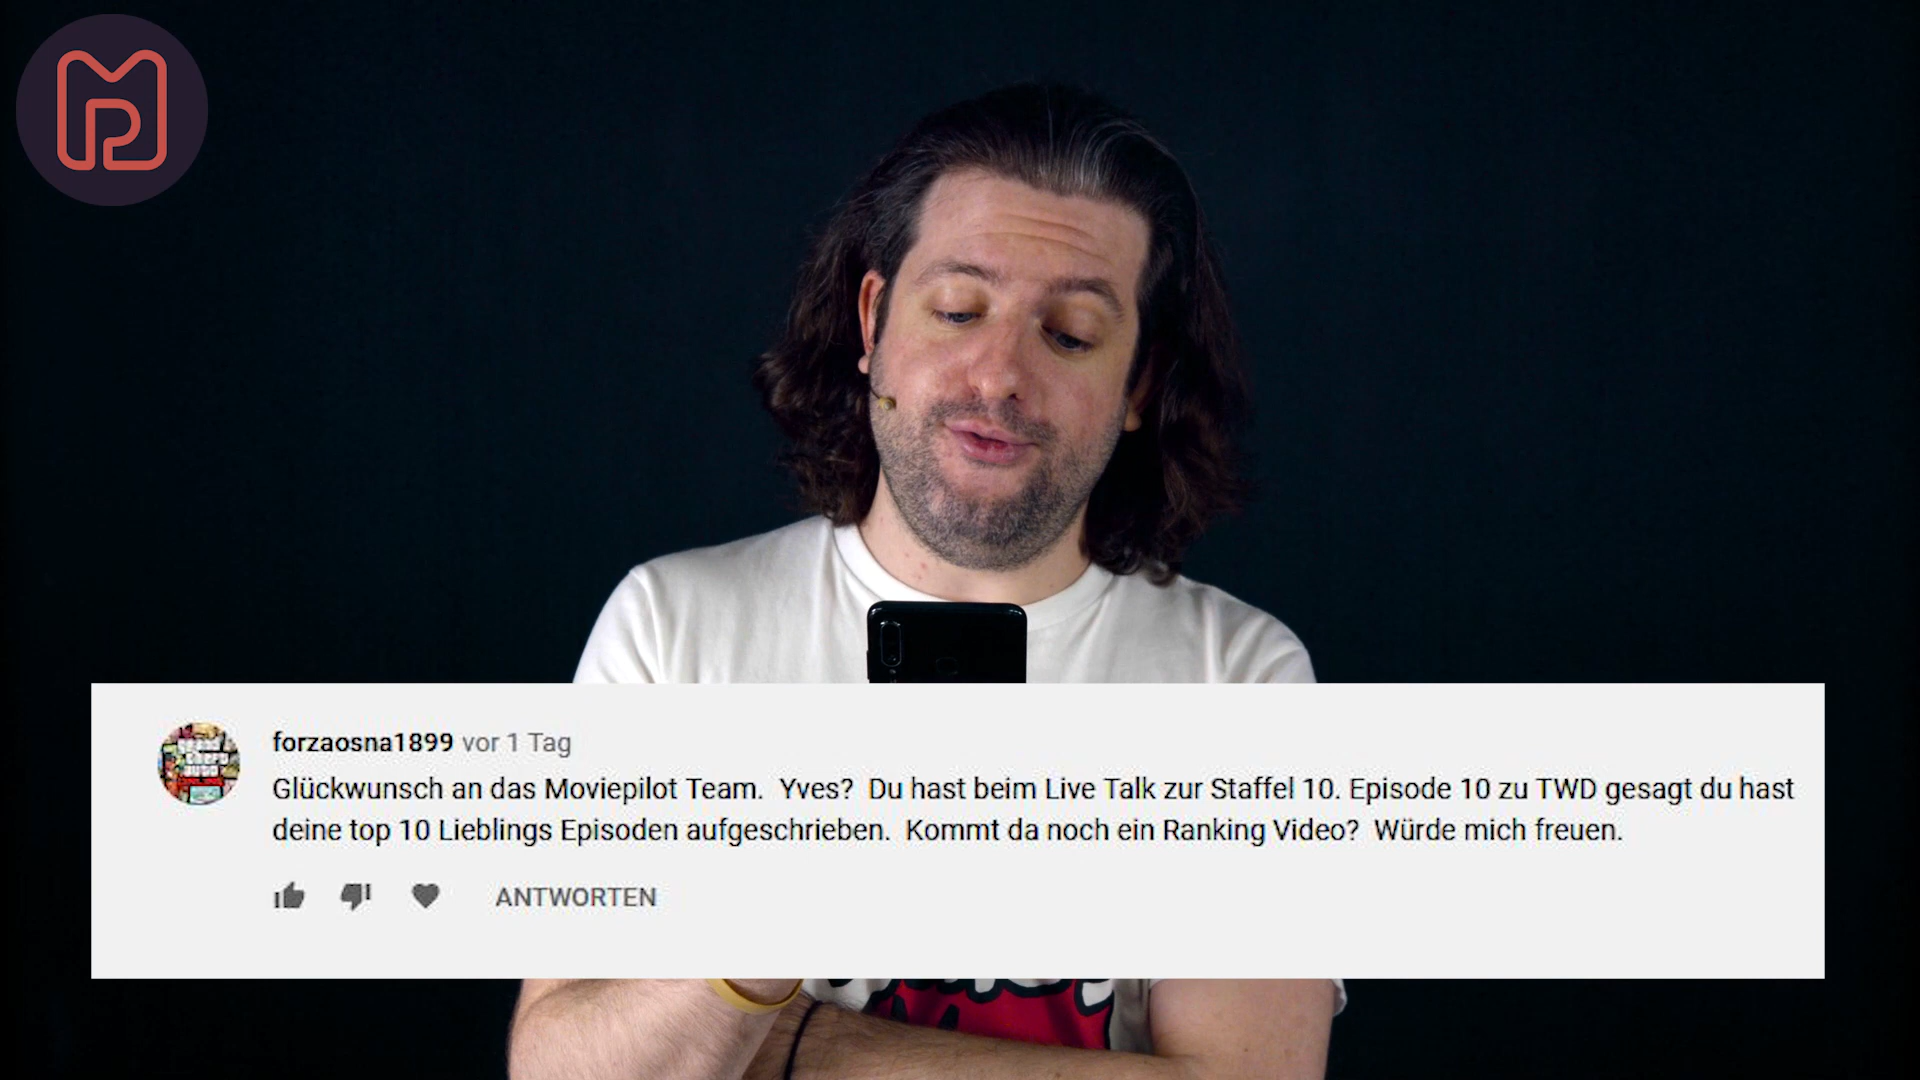 forzaosna1899 vor 1 Tag
Glückwunsch an das Moviepilot Team.  Yves?  Du hast beim Live Talk zur Staffel 10. Episode 10 zu TWD gesagt du hast
deine top 10 Lieblings Episoden aufgeschrieben.  Kommt da noch ein Ranking Video?  Würde mich freuen.
ANTWORTEN